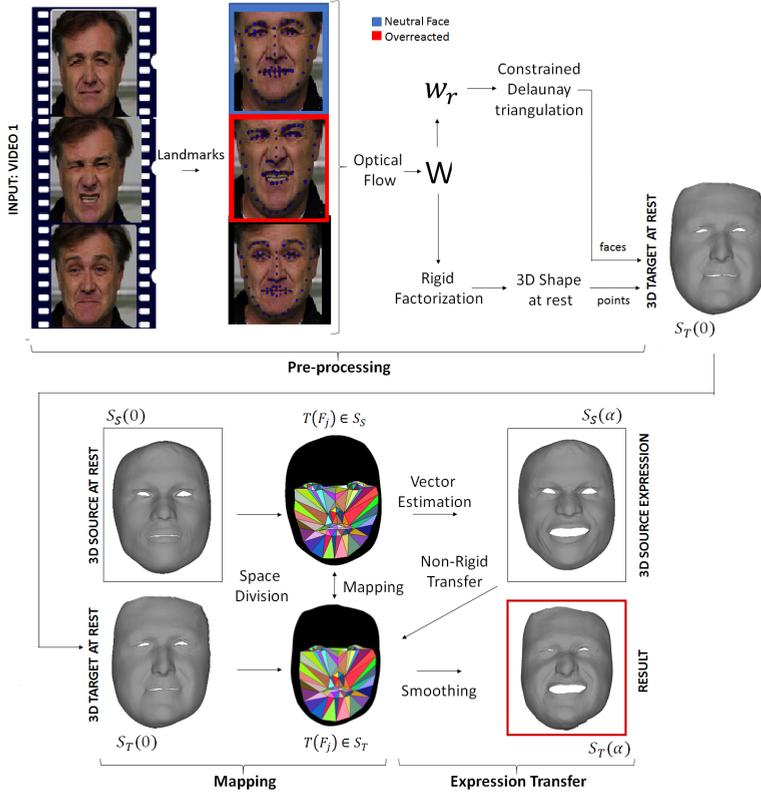 Neutral Face
Overreacted
INPUT: VIDEO 1
Landmarks
Optical
Flow
W
w_r
Constrained
Delaunay
triangulation
Rigid
Factorization
3D Shape
at rest
faces
points
3D TARGET AT REST
S_T(0)
Pre-processing
S_S(0)
T(F_j) ∈ S_S
S_S(α)
3D SOURCE AT REST
Vector
Estimation
3D SOURCE EXPRESSION
Space
Division
Mapping
Non-Rigid
Transfer
3D TARGET AT REST
Smoothing
RESULT
S_T(0)
T(F_j) ∈ S_T
S_T(α)
Mapping
Expression Transfer